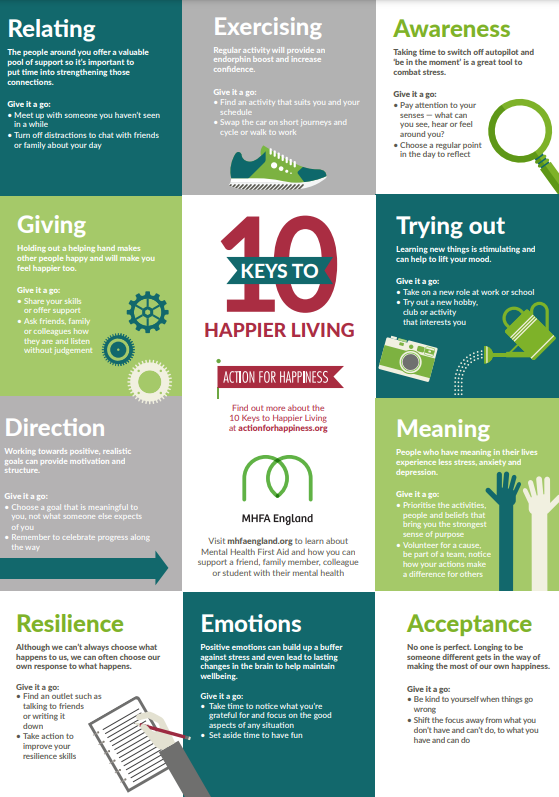 Relating
The people around you offer a valuable
pool of support so it's important to
put time into strengthening those
connections.
Give it a go:
• Meet up with someone you haven't seen
in a while
• Turn off distractions to chat with friends
or family about your day
Exercising
Regular activity will provide an
endorphin boost and increase
confidence.
Give it a go:
• Find an activity that suits you and your
schedule
• Swap the car on short journeys and
cycle or walk to work
Awareness
Taking time to switch off autopilot and
'be in the moment' is a great tool to
combat stress.
Give it a go:
• Pay attention to your
senses – what can
you see, hear or feel
around you?
• Choose a regular point
in the day to reflect
Giving
Holding out a helping hand makes
other people happy and will make you
feel happier too.
Give it a go:
• Share your skills
or offer support
• Ask friends, family
or colleagues how
they are and listen
without judgement
10
KEYS TO
HAPPIER LIVING
ACTION FOR HAPPINESS
Find out more about the
10 Keys to Happier Living
at actionforhappiness.org
MHFA England
Visit mhfaengland.org to learn about
Mental Health First Aid and how you can
support a friend, family member, colleague
or student with their mental health
Trying out
Learning new things is stimulating and
can help to lift your mood.
Give it a go:
• Take on a new role at work or school
• Try out a new hobby,
club or activity
that interests you
Direction
Working towards positive, realistic
goals can provide motivation and
structure.
Give it a go:
• Choose a goal that is meaningful to
you, not what someone else expects
of you
• Remember to celebrate progress along
the way
Meaning
People who have meaning in their lives
experience less stress, anxiety and
depression.
Give it a go:
• Prioritise the activities,
people and beliefs that
bring you the strongest
sense of purpose
• Volunteer for a cause,
be part of a team, notice
how your actions make
a difference for others
Resilience
Although we can't always choose what
happens to us, we can often choose our
own response to what happens.
Give it a go:
• Find an outlet such as
talking to friends
or writing it
down
• Take action to
improve your
resilience skills
Emotions
Positive emotions can build up a buffer
against stress and even lead to lasting
changes in the brain to help maintain
wellbeing.
Give it a go:
• Take time to notice what you're
grateful for and focus on the good
aspects of any situation
• Set aside time to have fun
Acceptance
No one is perfect. Longing to be
someone different gets in the way of
making the most of our own happiness.
Give it a go:
• Be kind to yourself when things go
wrong
• Shift the focus away from what you
don't have and can't do, to what you
have and can do